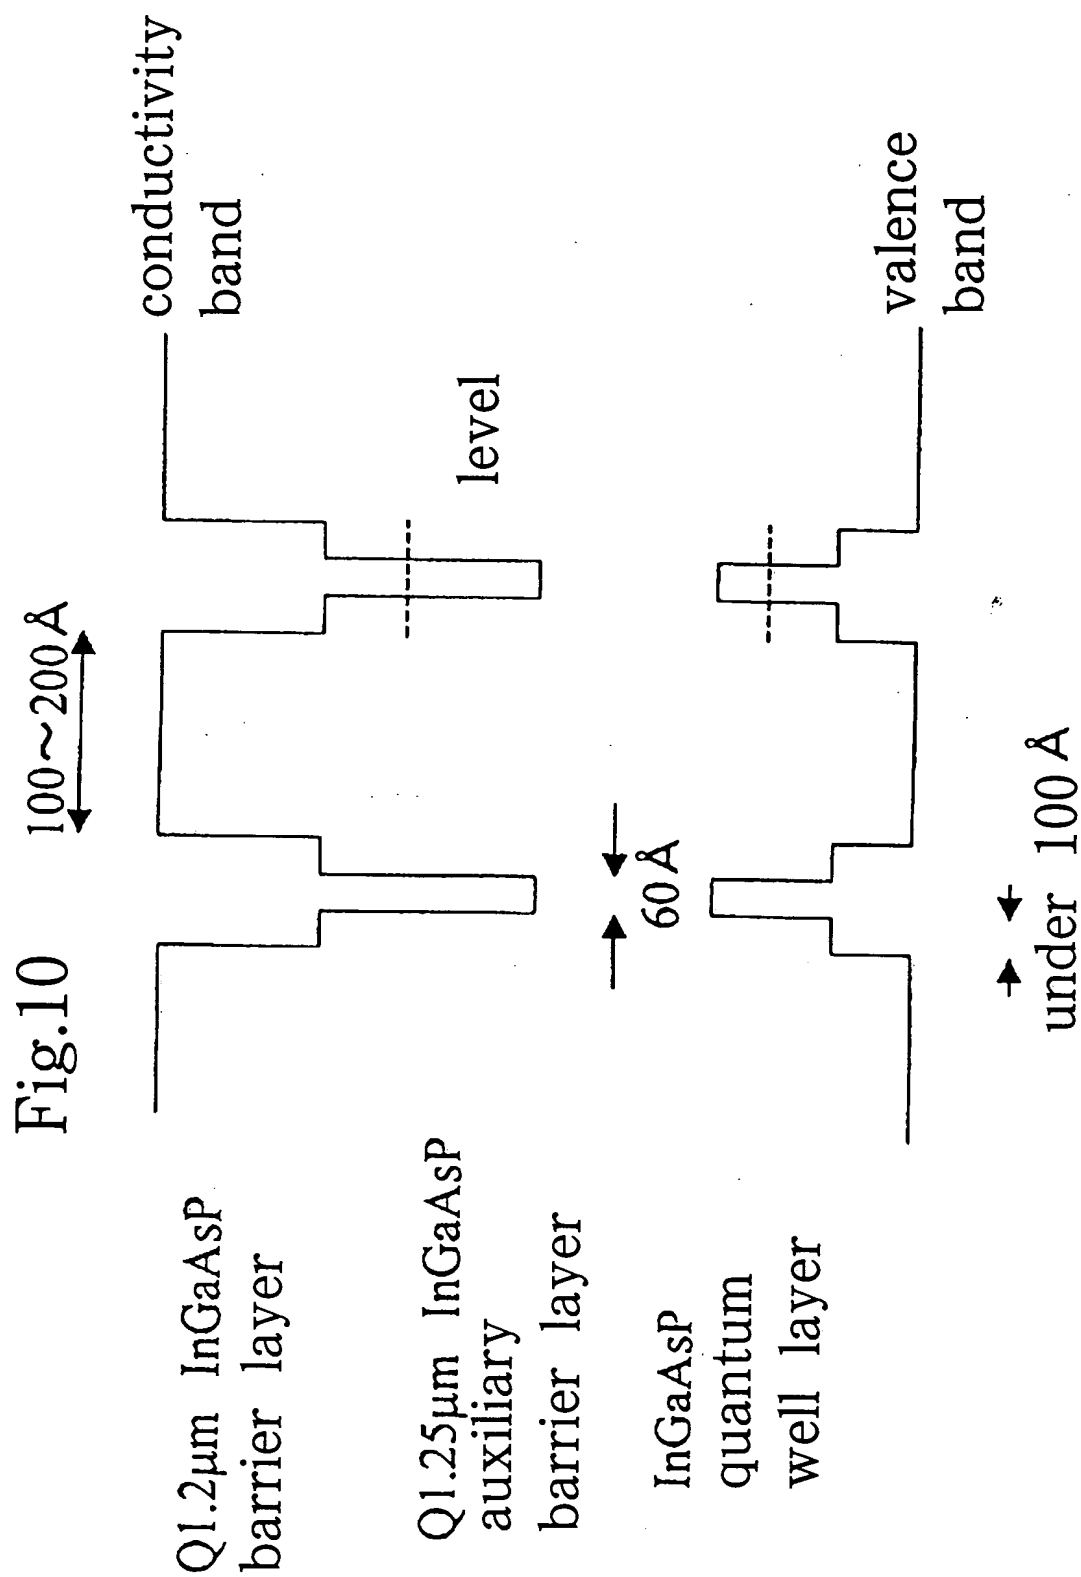 Fig.10
100~200Å
conductivity
band
Q1.2μm InGaAsP
barrier layer
level
Q1.25μm InGaAsP
auxiliary
barrier layer
60Å
InGaAsP
quantum
well layer
valence
band
under 100 Å